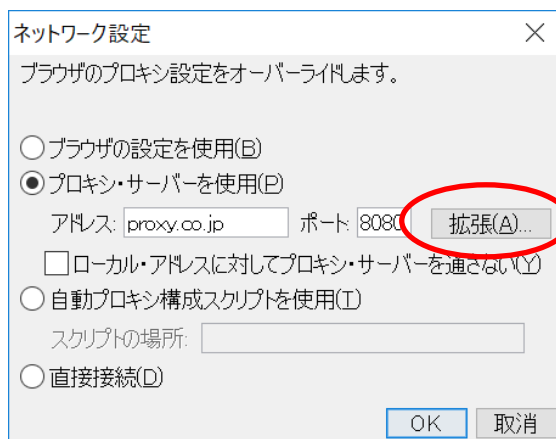 ネットワーク設定
ブラウザのプロキシ設定をオーバーライドします。
ブラウザの設定を使用(B)
プロキシ・サーバーを使用(P)
アドレス: proxy.co.jp ポート: 8080 拡張(A)...
ローカル・アドレスに対してプロキシ・サーバーを通さない(Y)
自動プロキシ構成スクリプトを使用(T)
スクリプトの場所:
直接接続(D)
OK 取消